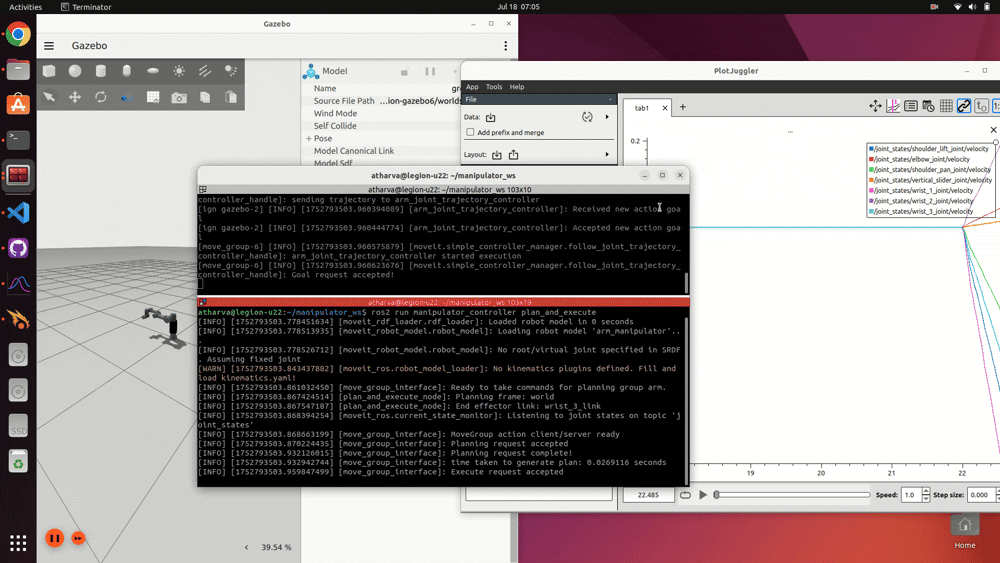 Activities
Terminator
Jul 18 07:05
Gazebo
Gazebo
Model
Name
gr
Source File Path ...ion-gazebo6/worlds
Wind Mode
Self Collide
Pose
Model Canonical Link
Model Sdf
39.54 %
PlotJuggler
App Tools Help
File
Data:
Add prefix and merge
Layout:
tab1
...
0.2
/joint_states/shoulder_lift_joint/velocity
/joint_states/elbow_joint/velocity
/joint_states/shoulder_pan_joint/velocity
/joint_states/vertical_slider_joint/velocity
/joint_states/wrist_1_joint/velocity
/joint_states/wrist_2_joint/velocity
/joint_states/wrist_3_joint/velocity
19 20 21 22
22.485
Speed: 1.0
Step size: 0.000
atharva@legion-u22: ~/manipulator_ws
atharva@legion-u22: ~/manipulator_ws 103x10
controller_handle]: sending trajectory to arm_joint_trajectory_controller
[ign gazebo-2] [INFO] [1752793503.960394089] [arm_joint_trajectory_controller]: Received new action goa
l
[ign gazebo-2] [INFO] [1752793503.960444774] [arm_joint_trajectory_controller]: Accepted new action goa
l
[move_group-6] [INFO] [1752793503.960575879] [moveit.simple_controller_manager.follow_joint_trajectory_
controller_handle]: arm_joint_trajectory_controller started execution
[move_group-6] [INFO] [1752793503.960623676] [moveit.simple_controller_manager.follow_joint_trajectory_
controller_handle]: Goal request accepted!
atharva@legion-u22: ~/manipulator_ws 103x19
atharva@legion-u22:~/manipulator_ws$ ros2 run manipulator_controller plan_and_execute
[INFO] [1752793503.778451634] [moveit_rdf_loader.rdf_loader]: Loaded robot model in 0 seconds
[INFO] [1752793503.778513935] [moveit_robot_model.robot_model]: Loading robot model 'arm_manipulator'..
.
[INFO] [1752793503.778526712] [moveit_robot_model.robot_model]: No root/virtual joint specified in SRDF
. Assuming fixed joint
[WARN] [1752793503.843437882] [moveit_ros.robot_model_loader]: No kinematics plugins defined. Fill and
load kinematics.yaml!
[INFO] [1752793503.861032450] [move_group_interface]: Ready to take commands for planning group arm.
[INFO] [1752793503.867424514] [plan_and_execute_node]: Planning frame: world
[INFO] [1752793503.867547187] [plan_and_execute_node]: End effector link: wrist_3_link
[INFO] [1752793503.868394254] [moveit_ros.current_state_monitor]: Listening to joint states on topic 'j
oint_states'
[INFO] [1752793503.868663199] [move_group_interface]: MoveGroup action client/server ready
[INFO] [1752793503.870224435] [move_group_interface]: Planning request accepted
[INFO] [1752793503.932126015] [move_group_interface]: Planning request complete!
[INFO] [1752793503.932942744] [move_group_interface]: time taken to generate plan: 0.0269116 seconds
[INFO] [1752793503.959847499] [move_group_interface]: Execute request accepted
SSD
Home